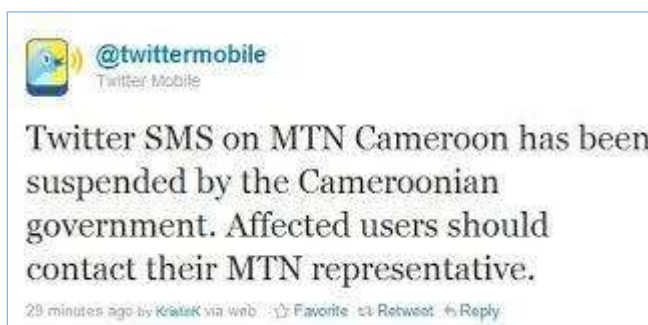 @twittermobile
Twitter Mobile
Twitter SMS on MTN Cameroon has been
suspended by the Cameroonian
government. Affected users should
contact their MTN representative.
29 minutes ago by KristieK via web Favorite Retweet Reply